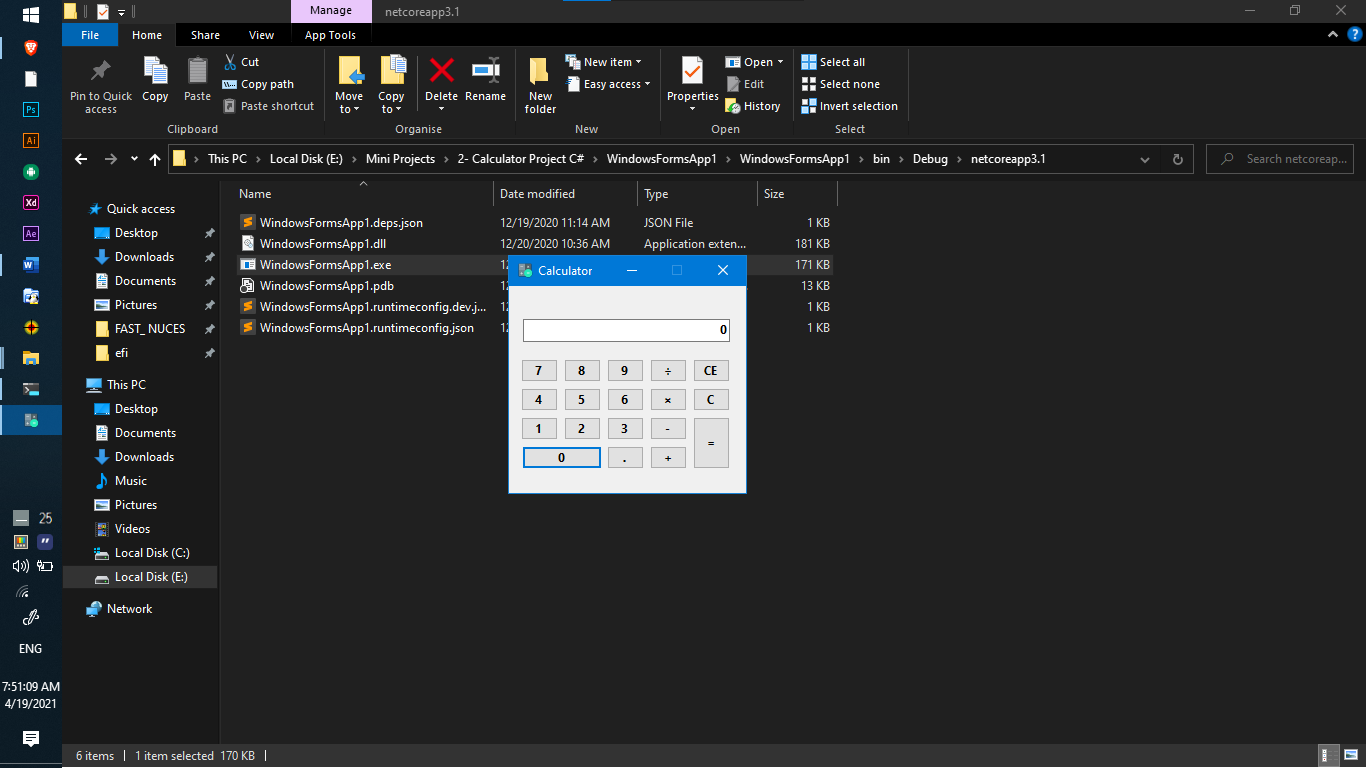 Manage
netcoreapp3.1
File
Home
Share
View
App Tools
Pin to Quick access
Copy
Paste
Cut
Copy path
Paste shortcut
Clipboard
Move to
Copy to
Delete
Rename
Organise
New folder
New item
Easy access
New
Properties
Open
Edit
History
Open
Select all
Select none
Invert selection
Select
This PC > Local Disk (E:) > Mini Projects > 2- Calculator Project C# > WindowsFormsApp1 > WindowsFormsApp1 > bin > Debug > netcoreapp3.1
Search netcoreap...
Quick access
Desktop
Downloads
Documents
Pictures
FAST_ NUCES
efi
This PC
Desktop
Documents
Downloads
Music
Pictures
Videos
Local Disk (C:)
Local Disk (E:)
Network
Name Date modified Type Size
WindowsFormsApp1.deps.json 12/19/2020 11:14 AM JSON File 1 KB
WindowsFormsApp1.dll 12/20/2020 10:36 AM Application exten... 181 KB
WindowsFormsApp1.exe 171 KB
WindowsFormsApp1.pdb 13 KB
WindowsFormsApp1.runtimeconfig.dev.j... 1 KB
WindowsFormsApp1.runtimeconfig.json 1 KB
Calculator
0
7 8 9 ÷ CE
4 5 6 × C
1 2 3 - =
0 . +
Ps
Ai
Xd
Ae
25
ENG
7:51:09 AM
4/19/2021
6 items
1 item selected 170 KB